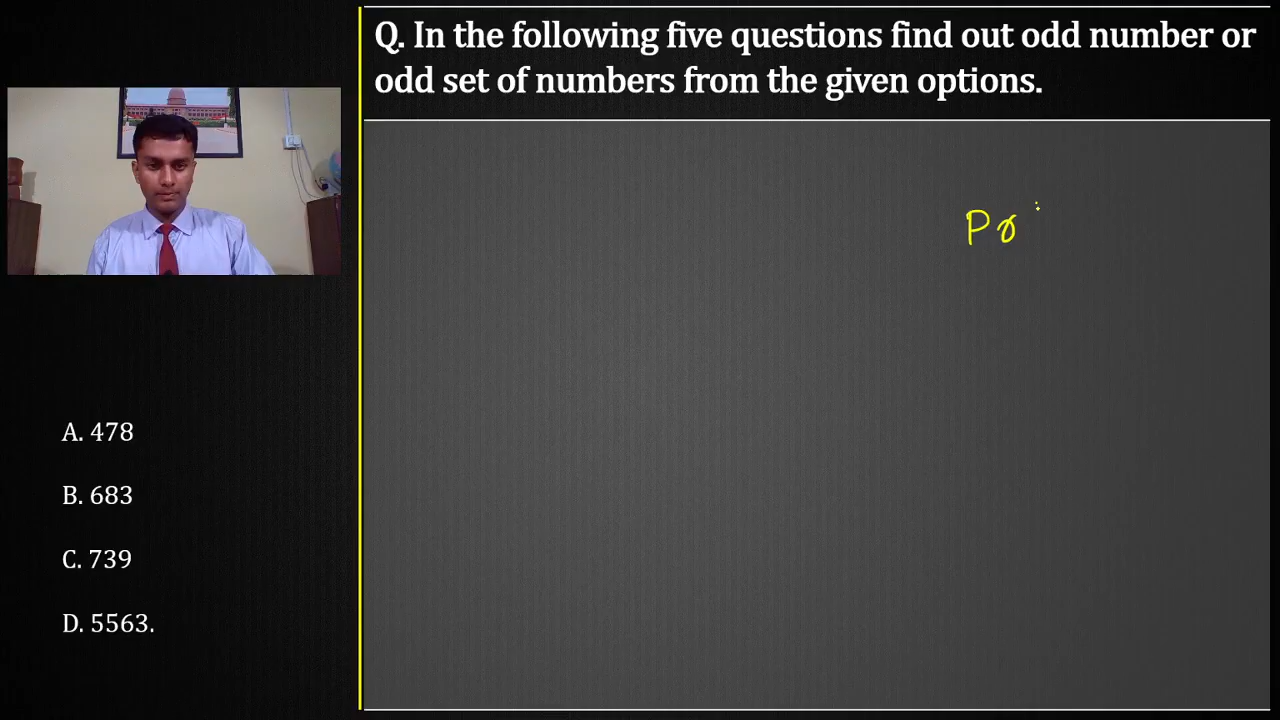 Q. In the following five questions find out odd number or
odd set of numbers from the given options.
Pr
A. 478
B. 683
C. 739
D. 5563.